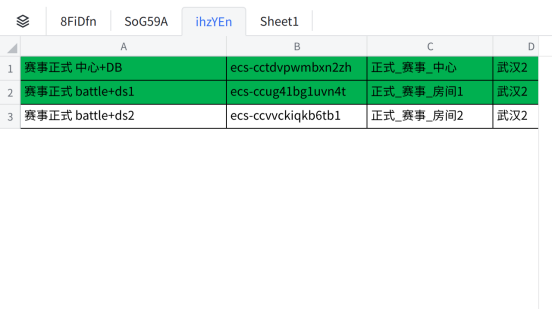 8FiDfn SoG59A ihzYEn Sheet1
A B C D
1 赛事正式 中心+DB ecs-cctdvpwmbxn2zh 正式_赛事_中心 武汉2
2 赛事正式 battle+ds1 ecs-ccug41bg1uvn4t 正式_赛事_房间1 武汉2
3 赛事正式 battle+ds2 ecs-ccvvckiqkb6tb1 正式_赛事_房间2 武汉2